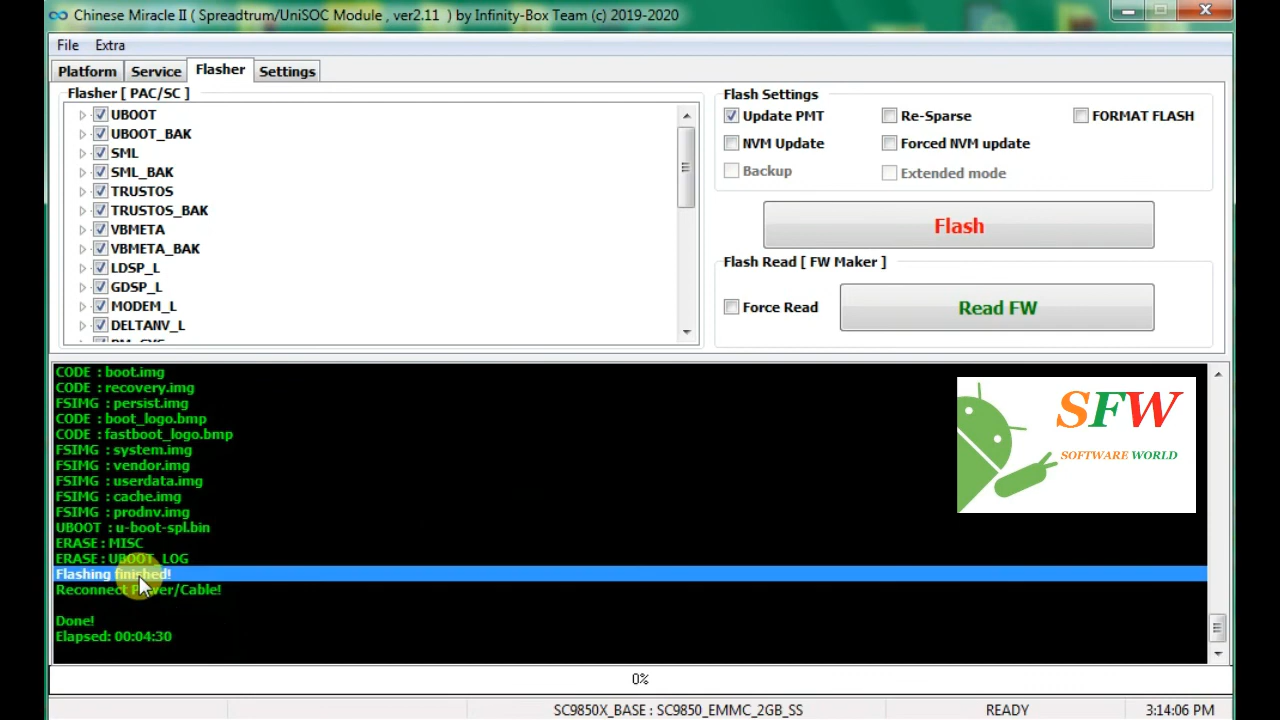 Chinese Miracle II ( Spreadtrum/UniSOC Module , ver2.11 ) by Infinity-Box Team (c) 2019-2020
File Extra
Platform Service Flasher Settings
Flasher [ PAC/SC ]
UBOOT
UBOOT_BAK
SML
SML_BAK
TRUSTOS
TRUSTOS_BAK
VBMETA
VBMETA_BAK
LDSP_L
GDSP_L
MODEM_L
DELTANV_L
Flash Settings
Update PMT Re-Sparse FORMAT FLASH
NVM Update Forced NVM update
Backup Extended mode
Flash
Flash Read [ FW Maker ]
Force Read Read FW
CODE : boot.img
CODE : recovery.img
FSIMG : persist.img
CODE : boot_logo.bmp
CODE : fastboot_logo.bmp
FSIMG : system.img
FSIMG : vendor.img
FSIMG : userdata.img
FSIMG : cache.img
FSIMG : prodnv.img
UBOOT : u-boot-spl.bin
ERASE : MISC
ERASE : UBOOT_LOG
Flashing finished!
Reconnect Power/Cable!
Done!
Elapsed: 00:04:30
SFW
SOFTWARE WORLD
0%
SC9850X_BASE : SC9850_EMMC_2GB_SS READY 3:14:06 PM